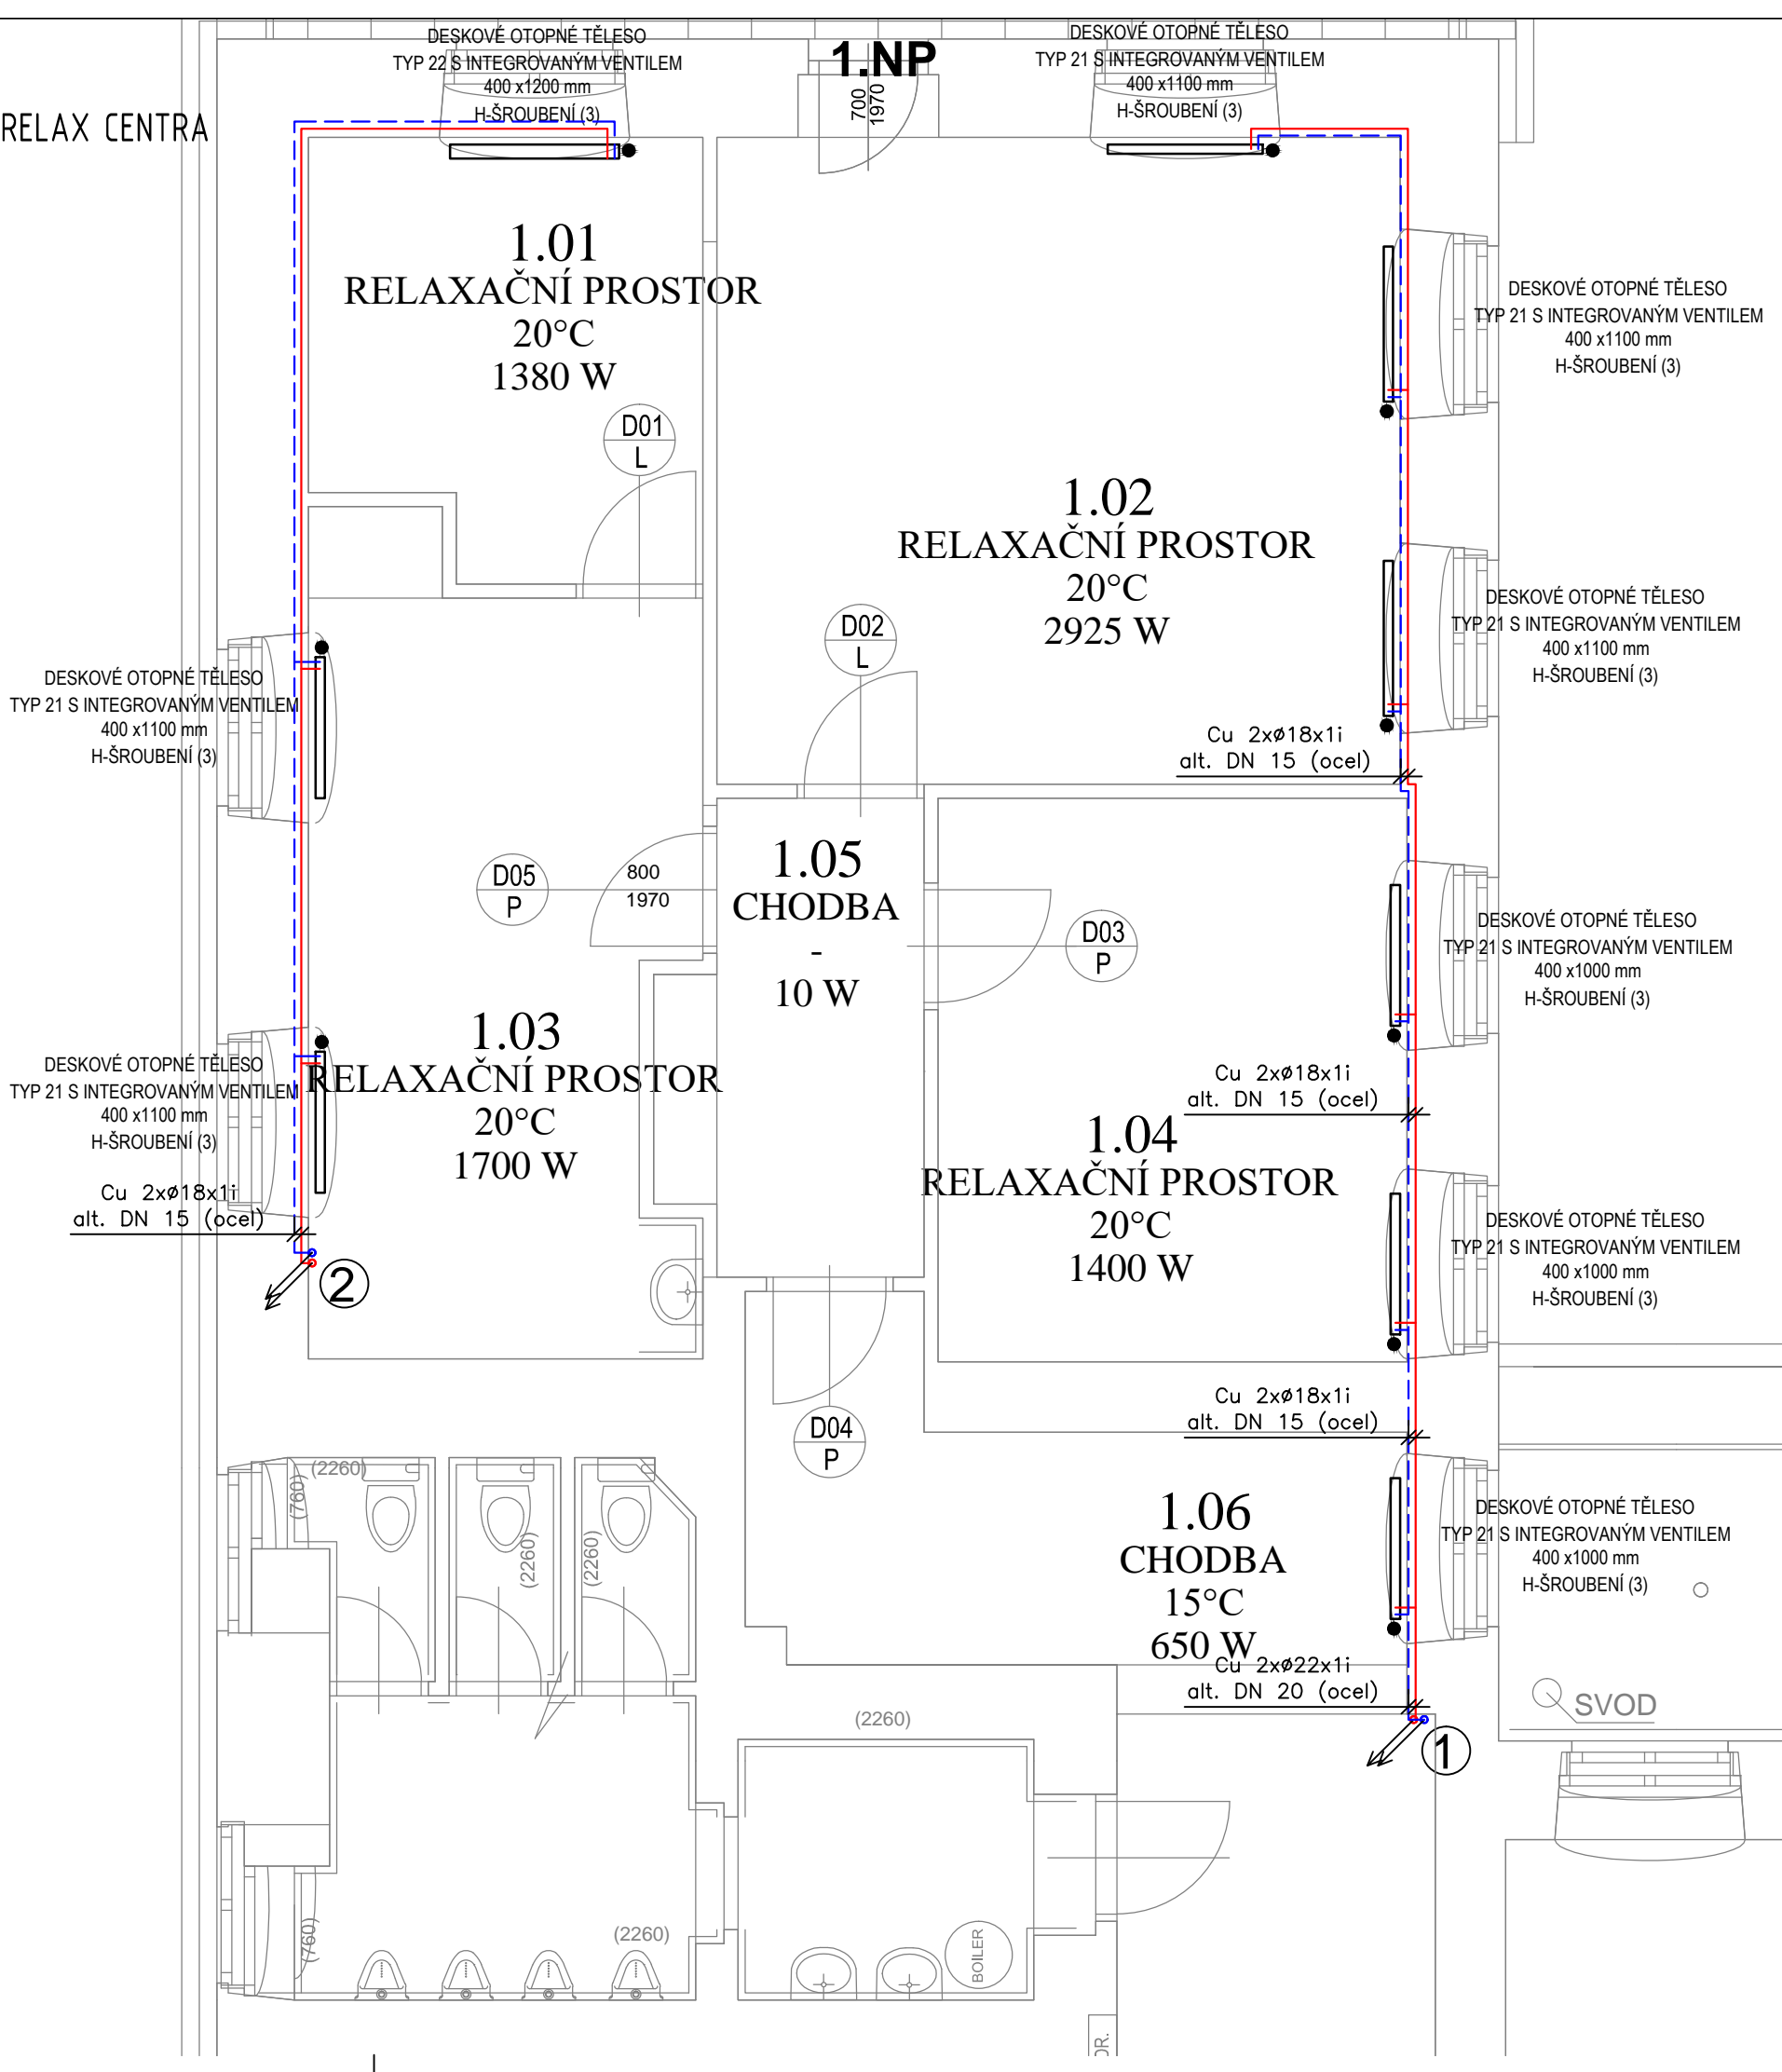 DESKOVÉ OTOPNÉ TĚLESO
TYP 22 S INTEGROVANÝM VENTILEM
400 x1200 mm
H-ŠROUBENÍ (3)
1.NP
700
1970
DESKOVÉ OTOPNÉ TĚLESO
TYP 21 S INTEGROVANÝM VENTILEM
400 x1100 mm
H-ŠROUBENÍ (3)
RELAX CENTRA
1.01
RELAXAČNÍ PROSTOR
20°C
1380 W
D01
L
DESKOVÉ OTOPNÉ TĚLESO
TYP 21 S INTEGROVANÝM VENTILEM
400 x1100 mm
H-ŠROUBENÍ (3)
1.02
RELAXAČNÍ PROSTOR
20°C
2925 W
D02
L
DESKOVÉ OTOPNÉ TĚLESO
TYP 21 S INTEGROVANÝM VENTILEM
400 x1100 mm
H-ŠROUBENÍ (3)
DESKOVÉ OTOPNÉ TĚLESO
TYP 21 S INTEGROVANÝM VENTILEM
400 x1100 mm
H-ŠROUBENÍ (3)
Cu 2xø18x1i
alt. DN 15 (ocel)
D05
P
800
1970
1.05
CHODBA
-
10 W
D03
P
DESKOVÉ OTOPNÉ TĚLESO
TYP 21 S INTEGROVANÝM VENTILEM
400 x1000 mm
H-ŠROUBENÍ (3)
1.03
RELAXAČNÍ PROSTOR
20°C
1700 W
DESKOVÉ OTOPNÉ TĚLESO
TYP 21 S INTEGROVANÝM VENTILEM
400 x1100 mm
H-ŠROUBENÍ (3)
Cu 2xø18x1i
alt. DN 15 (ocel)
2
Cu 2xø18x1i
alt. DN 15 (ocel)
1.04
RELAXAČNÍ PROSTOR
20°C
1400 W
DESKOVÉ OTOPNÉ TĚLESO
TYP 21 S INTEGROVANÝM VENTILEM
400 x1000 mm
H-ŠROUBENÍ (3)
Cu 2xø18x1i
alt. DN 15 (ocel)
D04
P
(2260)
(760)
(2260)
(2260)
1.06
CHODBA
15°C
650 W
DESKOVÉ OTOPNÉ TĚLESO
TYP 21 S INTEGROVANÝM VENTILEM
400 x1000 mm
H-ŠROUBENÍ (3)
Cu 2xø22x1i
alt. DN 20 (ocel)
SVOD
1
(2260)
(760)
(2260)
BOILER